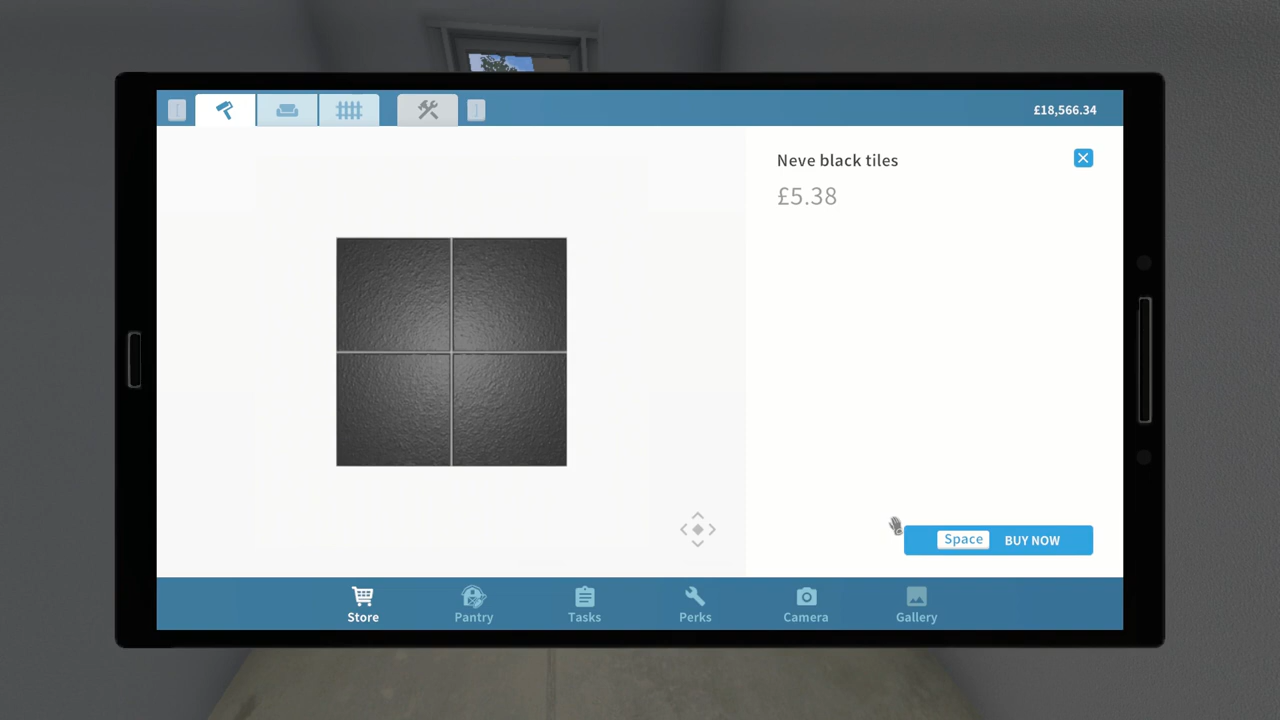 £18,566.34
Neve black tiles
£5.38
Space BUY NOW
Store Pantry Tasks Perks Camera Gallery